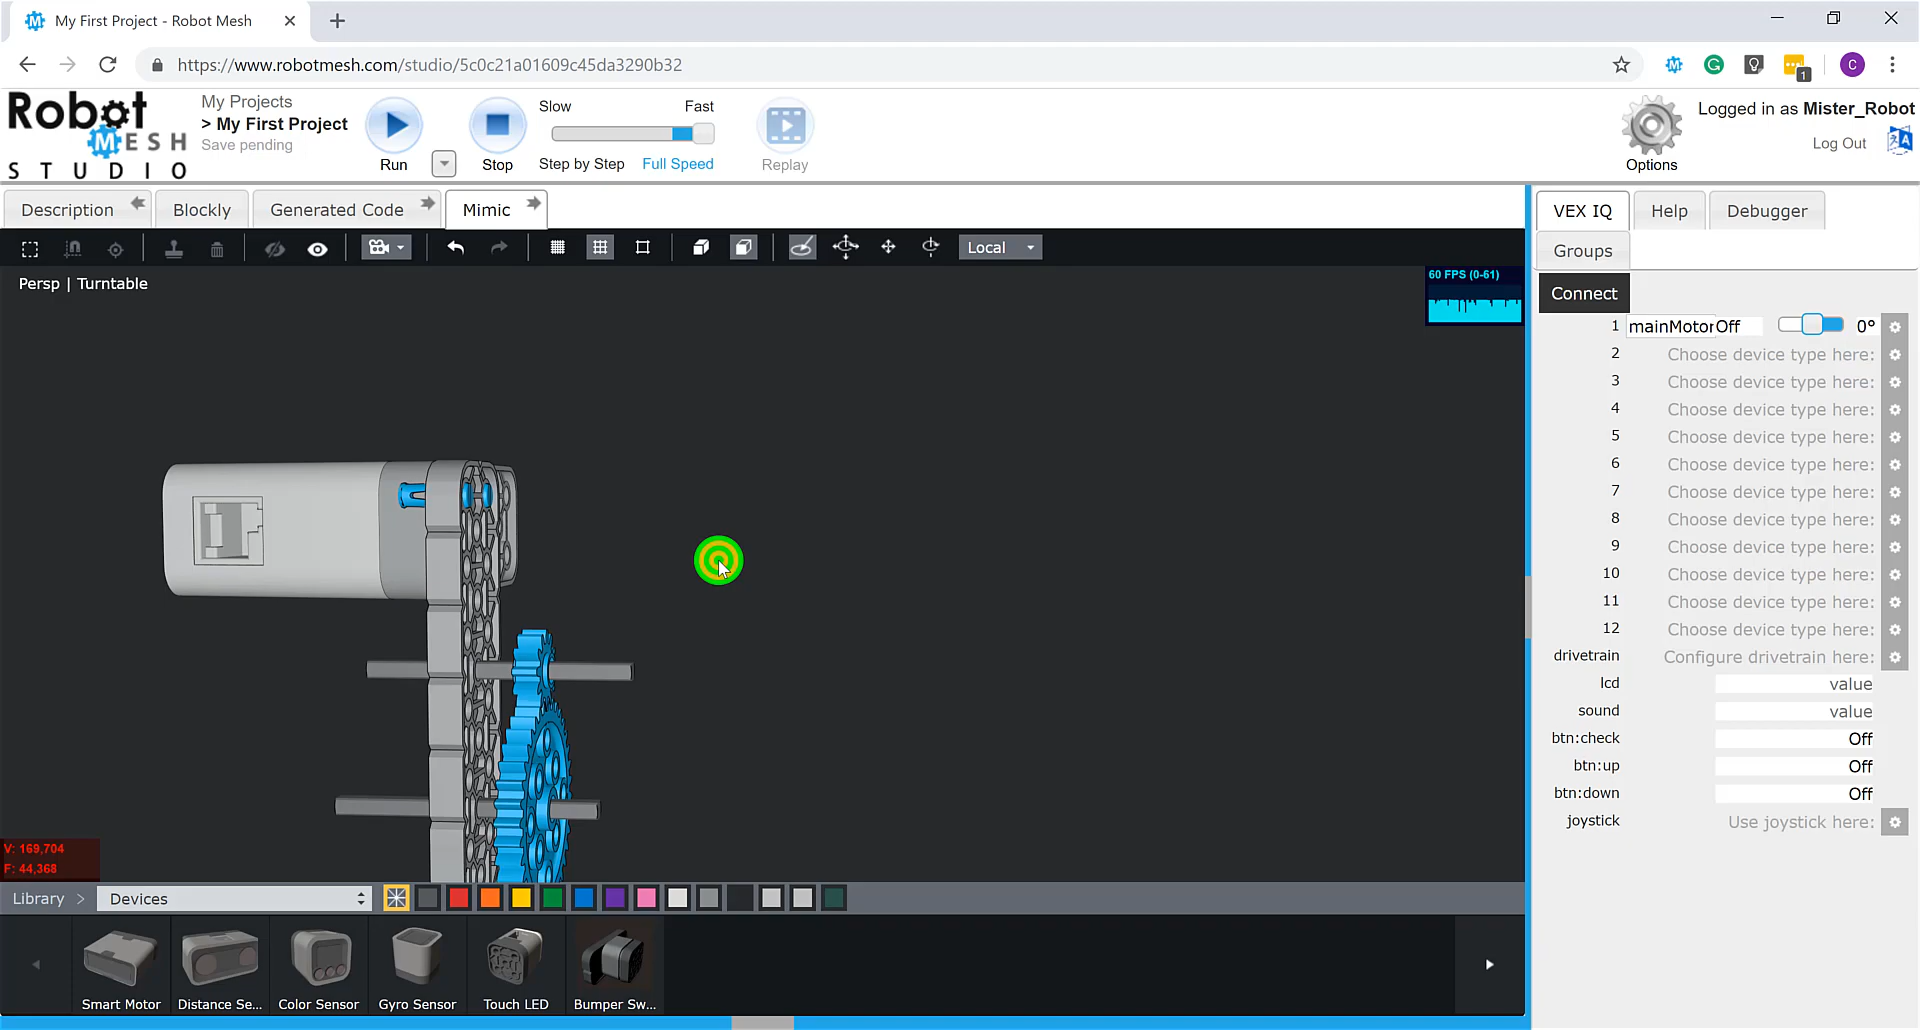 My First Project - Robot Mesh
https://www.robotmesh.com/studio/5c0c21a01609c45da3290b32
1
C
Robot
MESH
STUDIO
My Projects
> My First Project
Save pending
Run
Stop
Slow
Fast
Step by Step
Full Speed
Replay
Options
Logged in as Mister_Robot
Log Out
Description
Blockly
Generated Code
Mimic
Local
Persp | Turntable
60 FPS (0-61)
V: 169,704
F: 44,368
Library >
Devices
Smart Motor
Distance Se...
Color Sensor
Gyro Sensor
Touch LED
Bumper Sw...
VEX IQ
Help
Debugger
Groups
Connect
1 mainMotor Off 0°
2 Choose device type here:
3 Choose device type here:
4 Choose device type here:
5 Choose device type here:
6 Choose device type here:
7 Choose device type here:
8 Choose device type here:
9 Choose device type here:
10 Choose device type here:
11 Choose device type here:
12 Choose device type here:
drivetrain Configure drivetrain here:
lcd value
sound value
btn:check Off
btn:up Off
btn:down Off
joystick Use joystick here: